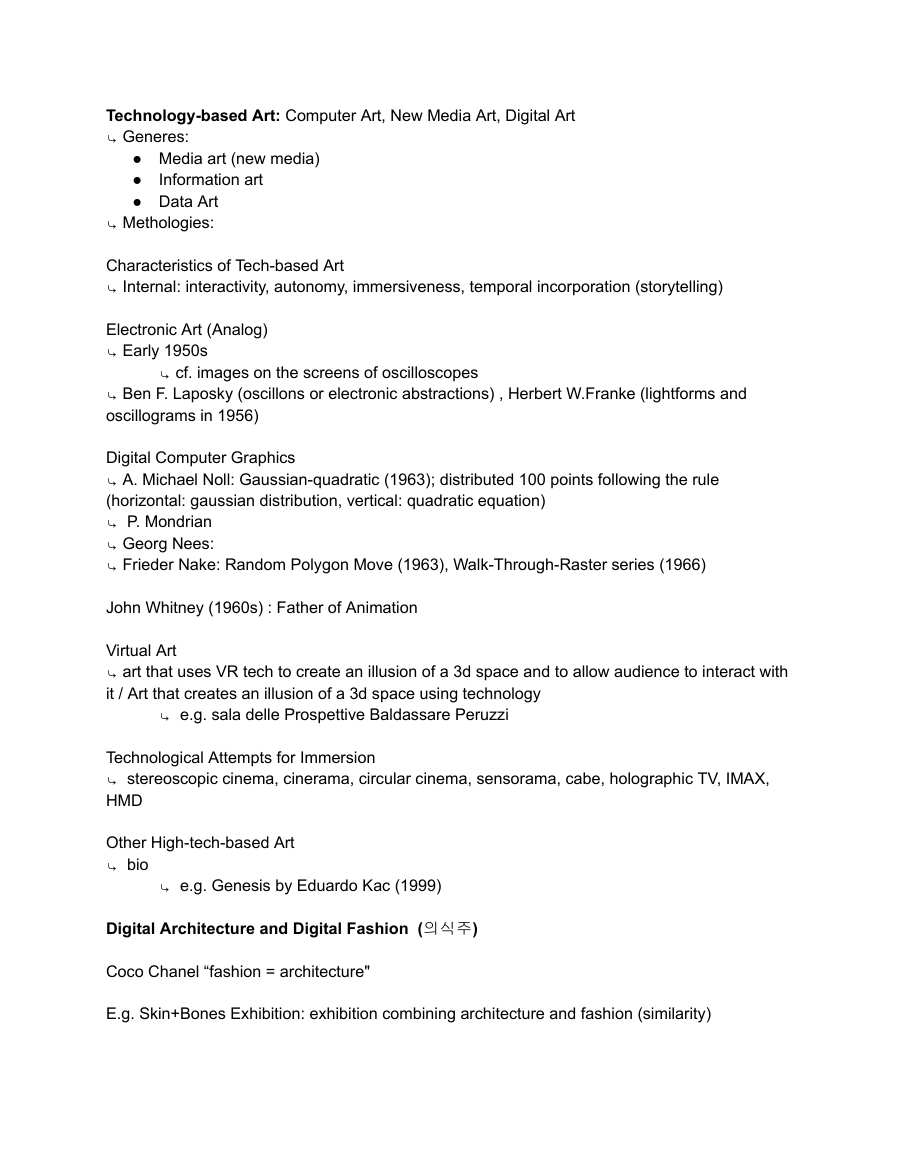 Technology-based Art: Computer Art, New Media Art, Digital Art
⤷ Generes:
● Media art (new media)
● Information art
● Data Art
⤷ Methologies:
Characteristics of Tech-based Art
⤷ Internal: interactivity, autonomy, immersiveness, temporal incorporation (storytelling)
Electronic Art (Analog)
⤷ Early 1950s
⤷ cf. images on the screens of oscilloscopes
⤷ Ben F. Laposky (oscillons or electronic abstractions) , Herbert W.Franke (lightforms and
oscillograms in 1956)
Digital Computer Graphics
⤷ A. Michael Noll: Gaussian-quadratic (1963); distributed 100 points following the rule
(horizontal: gaussian distribution, vertical: quadratic equation)
⤷ P. Mondrian
⤷ Georg Nees:
⤷ Frieder Nake: Random Polygon Move (1963), Walk-Through-Raster series (1966)
John Whitney (1960s) : Father of Animation
Virtual Art
⤷ art that uses VR tech to create an illusion of a 3d space and to allow audience to interact with
it / Art that creates an illusion of a 3d space using technology
⤷ e.g. sala delle Prospettive Baldassare Peruzzi
Technological Attempts for Immersion
⤷ stereoscopic cinema, cinerama, circular cinema, sensorama, cabe, holographic TV, IMAX,
HMD
Other High-tech-based Art
⤷ bio
⤷ e.g. Genesis by Eduardo Kac (1999)
Digital Architecture and Digital Fashion (의식주)
Coco Chanel “fashion = architecture"
E.g. Skin+Bones Exhibition: exhibition combining architecture and fashion (similarity)